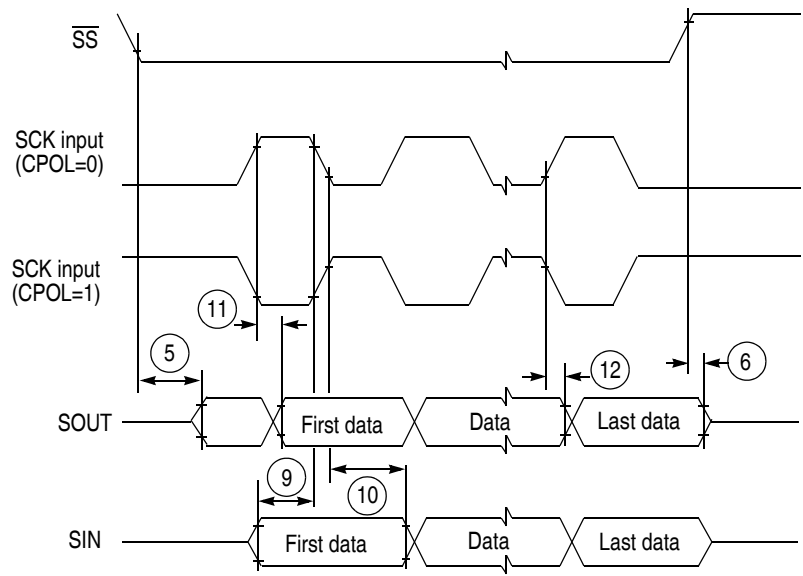 SS
SCK input
(CPOL=0)
SCK input
(CPOL=1)
11
5
12
6
SOUT
First data
Data
Last data
9
10
SIN
First data
Data
Last data